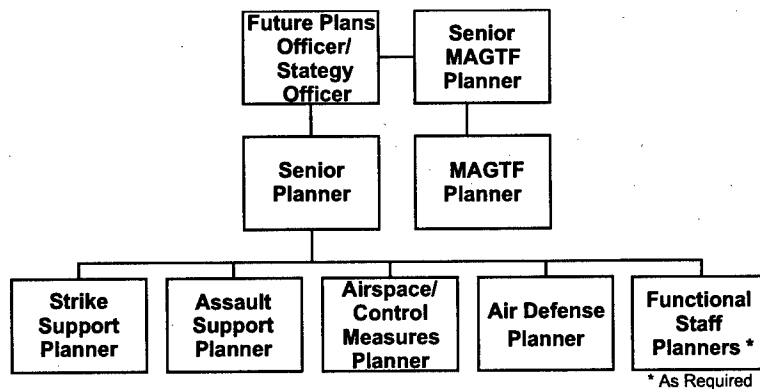 Future Plans
Officer/
Stategy
Officer
Senior
MAGTF
Planner
Senior
Planner
MAGTF
Planner
Strike
Support
Planner
Assault
Support
Planner
Airspace/
Control
Measures
Planner
Air Defense
Planner
Functional
Staff
Planners *
* As Required